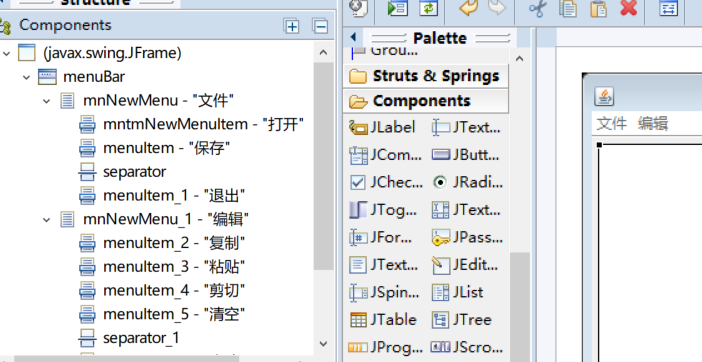 Structure
Components
(javax.swing.JFrame)
menuBar
mnNewMenu - "文件"
mntmNewMenuItem - "打开"
menuItem - "保存"
separator
menuItem_1 - "退出"
mnNewMenu_1 - "编辑"
menuItem_2 - "复制"
menuItem_3 - "粘贴"
menuItem_4 - "剪切"
menuItem_5 - "清空"
separator_1
Palette
Grou...
Struts & Springs
Components
JLabel JText...
JCom... JButt...
JChec... JRadi...
JTog... JText...
JFor... JPass...
JText... JEdit...
JSpin... JList
JTable JTree
JProg... JScro...
文件 编辑